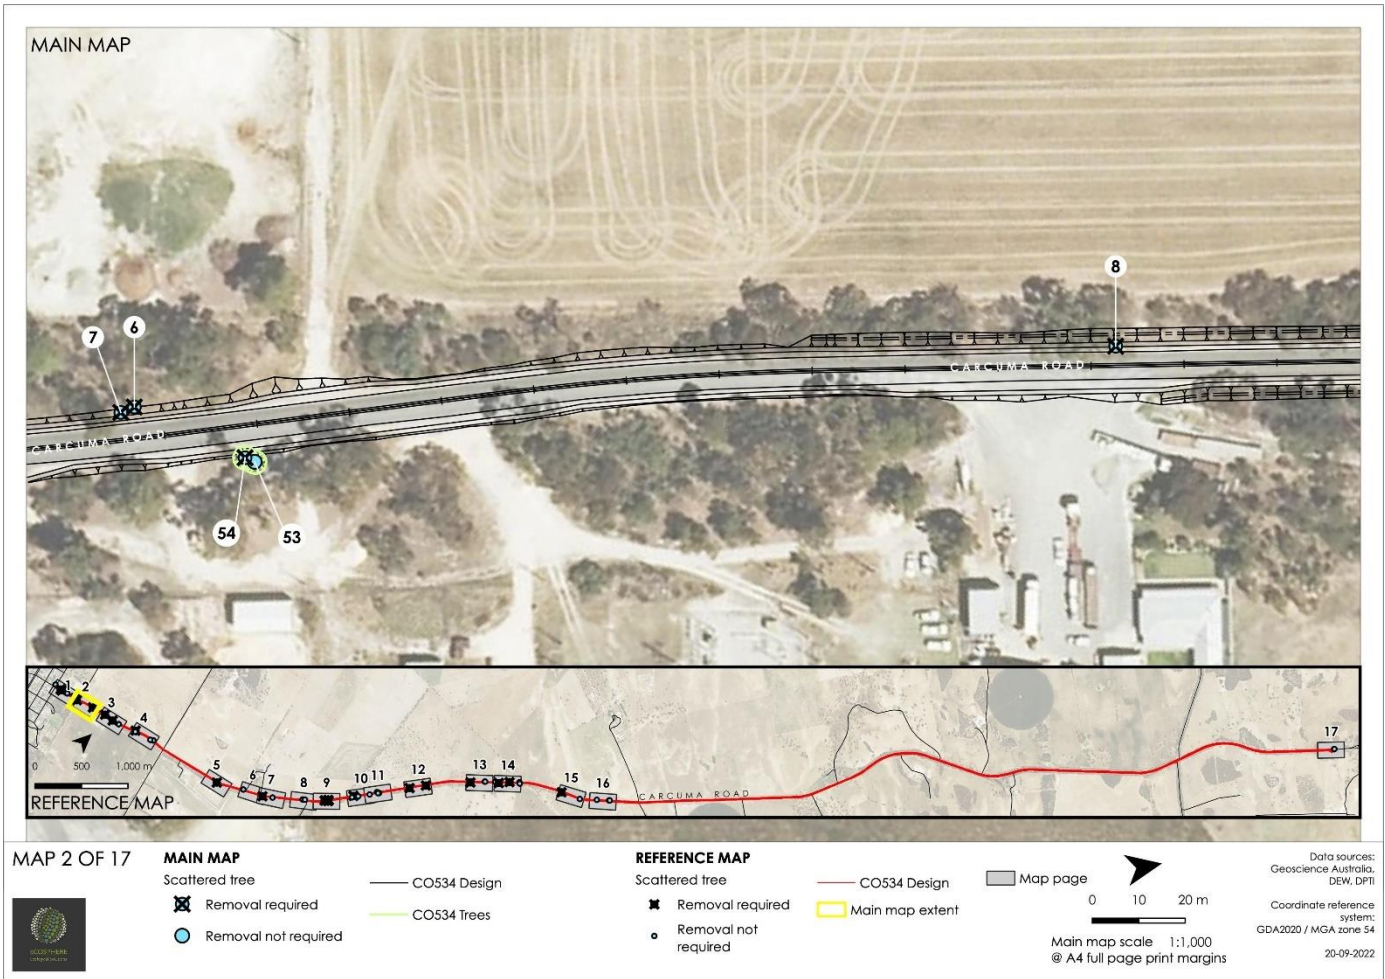 MAIN MAP
8
6
7
CARCUMA ROAD
CARCUMA ROAD
54
53
1
2
3
4
5
6
7
8
9
10
11
12
13
14
15
16
17
0 500 1,000 m
CARCUMA ROAD
REFERENCE MAP
MAP 2 OF 17
MAIN MAP
Scattered tree
Removal required
Removal not required
CO534 Design
CO534 Trees
REFERENCE MAP
Scattered tree
Removal required
Removal not
required
CO534 Design
Main map extent
Map page
0 10 20 m
Main map scale 1:1,000
@ A4 full page print margins
Data sources:
Geoscience Australia,
DEW, DPTI
Coordinate reference
system:
GDA2020 / MGA zone 54
20-09-2022